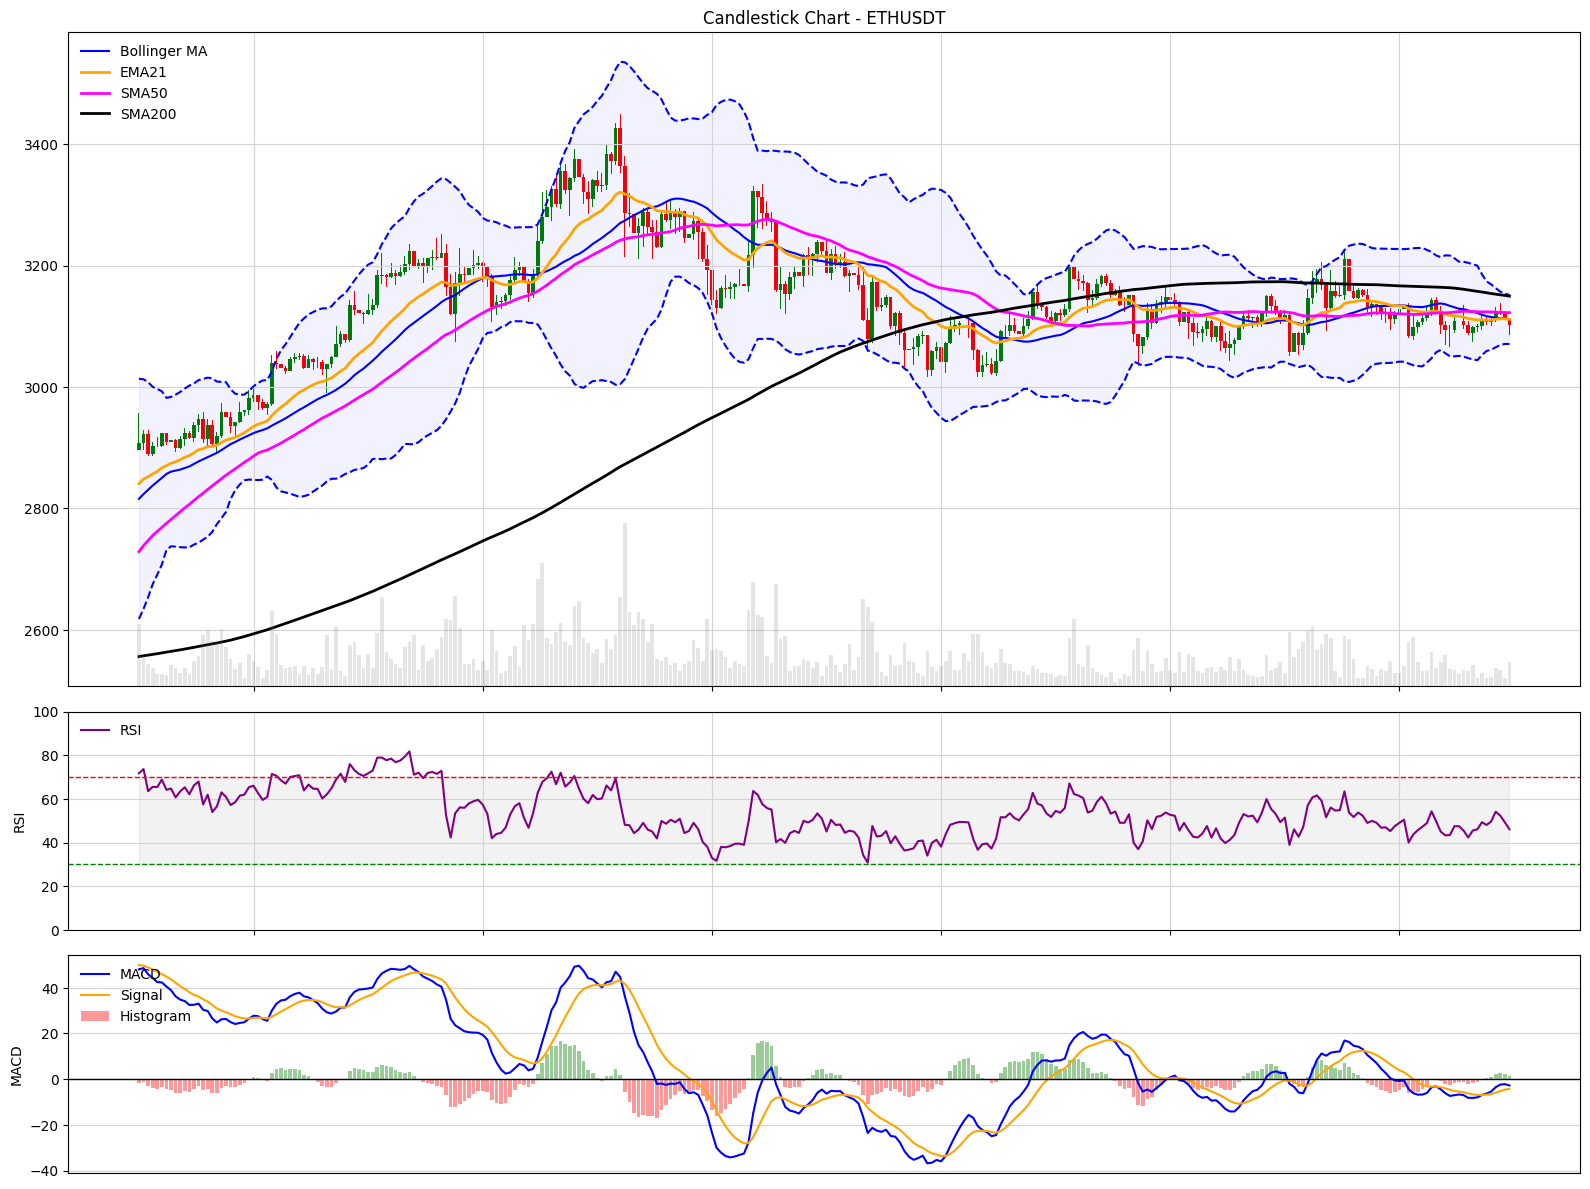 Candlestick Chart - ETHUSDT
Bollinger MA
EMA21
SMA50
SMA200
3400
3200
3000
2800
2600
RSI
100
80
60
40
20
0
RSI
MACD
Signal
Histogram
40
20
0
−20
−40
MACD